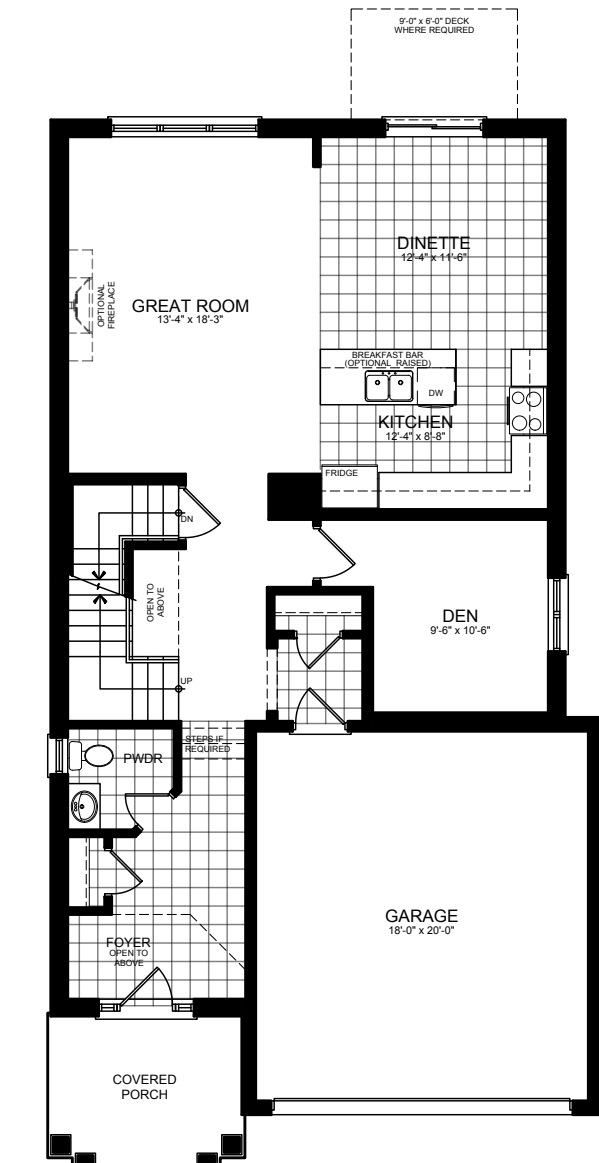 9'-0" x 6'-0" DECK
WHERE REQUIRED
DINETTE
12'-4" x 11'-6"
OPTIONAL
FIREPLACE
GREAT ROOM
13'-4" x 18'-3"
BREAKFAST BAR
(OPTIONAL RAISED)
DW
KITCHEN
12'-4" x 8'-8"
FRIDGE
DN
OPEN TO
ABOVE
DEN
9'-6" x 10'-6"
UP
STEPS IF
REQUIRED
PWDR
GARAGE
18'-0" x 20'-0"
FOYER
OPEN TO
ABOVE
COVERED
PORCH